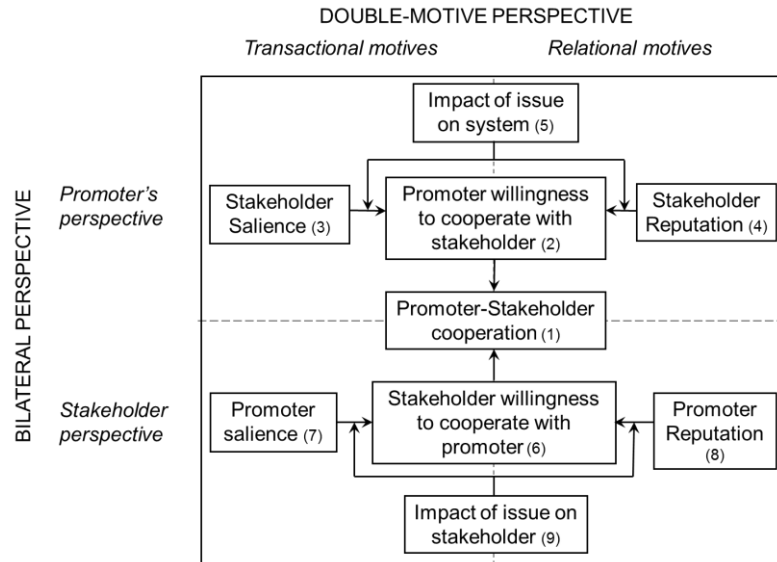 DOUBLE-MOTIVE PERSPECTIVE
Transactional motives
Relational motives
BILATERAL PERSPECTIVE
Promoter's
perspective
Impact of issue
on system (5)
Stakeholder
Salience (3)
Promoter willingness
to cooperate with
stakeholder (2)
Stakeholder
Reputation (4)
Promoter-Stakeholder
cooperation (1)
Stakeholder
perspective
Promoter
salience (7)
Stakeholder willingness
to cooperate with
promoter (6)
Promoter
Reputation
(8)
Impact of issue on
stakeholder (9)